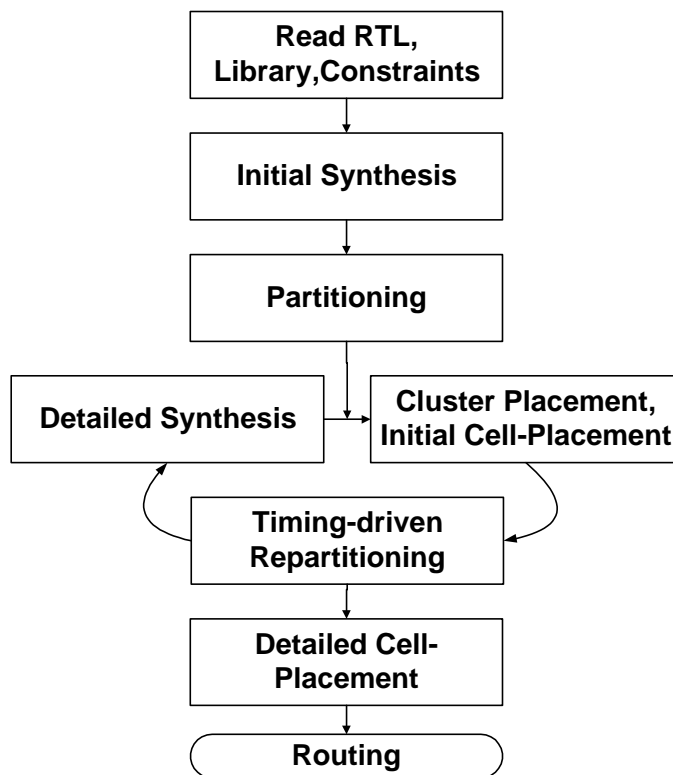 Read RTL,
Library,Constraints
Initial Synthesis
Partitioning
Detailed Synthesis
Cluster Placement,
Initial Cell-Placement
Timing-driven
Repartitioning
Detailed Cell-
Placement
Routing